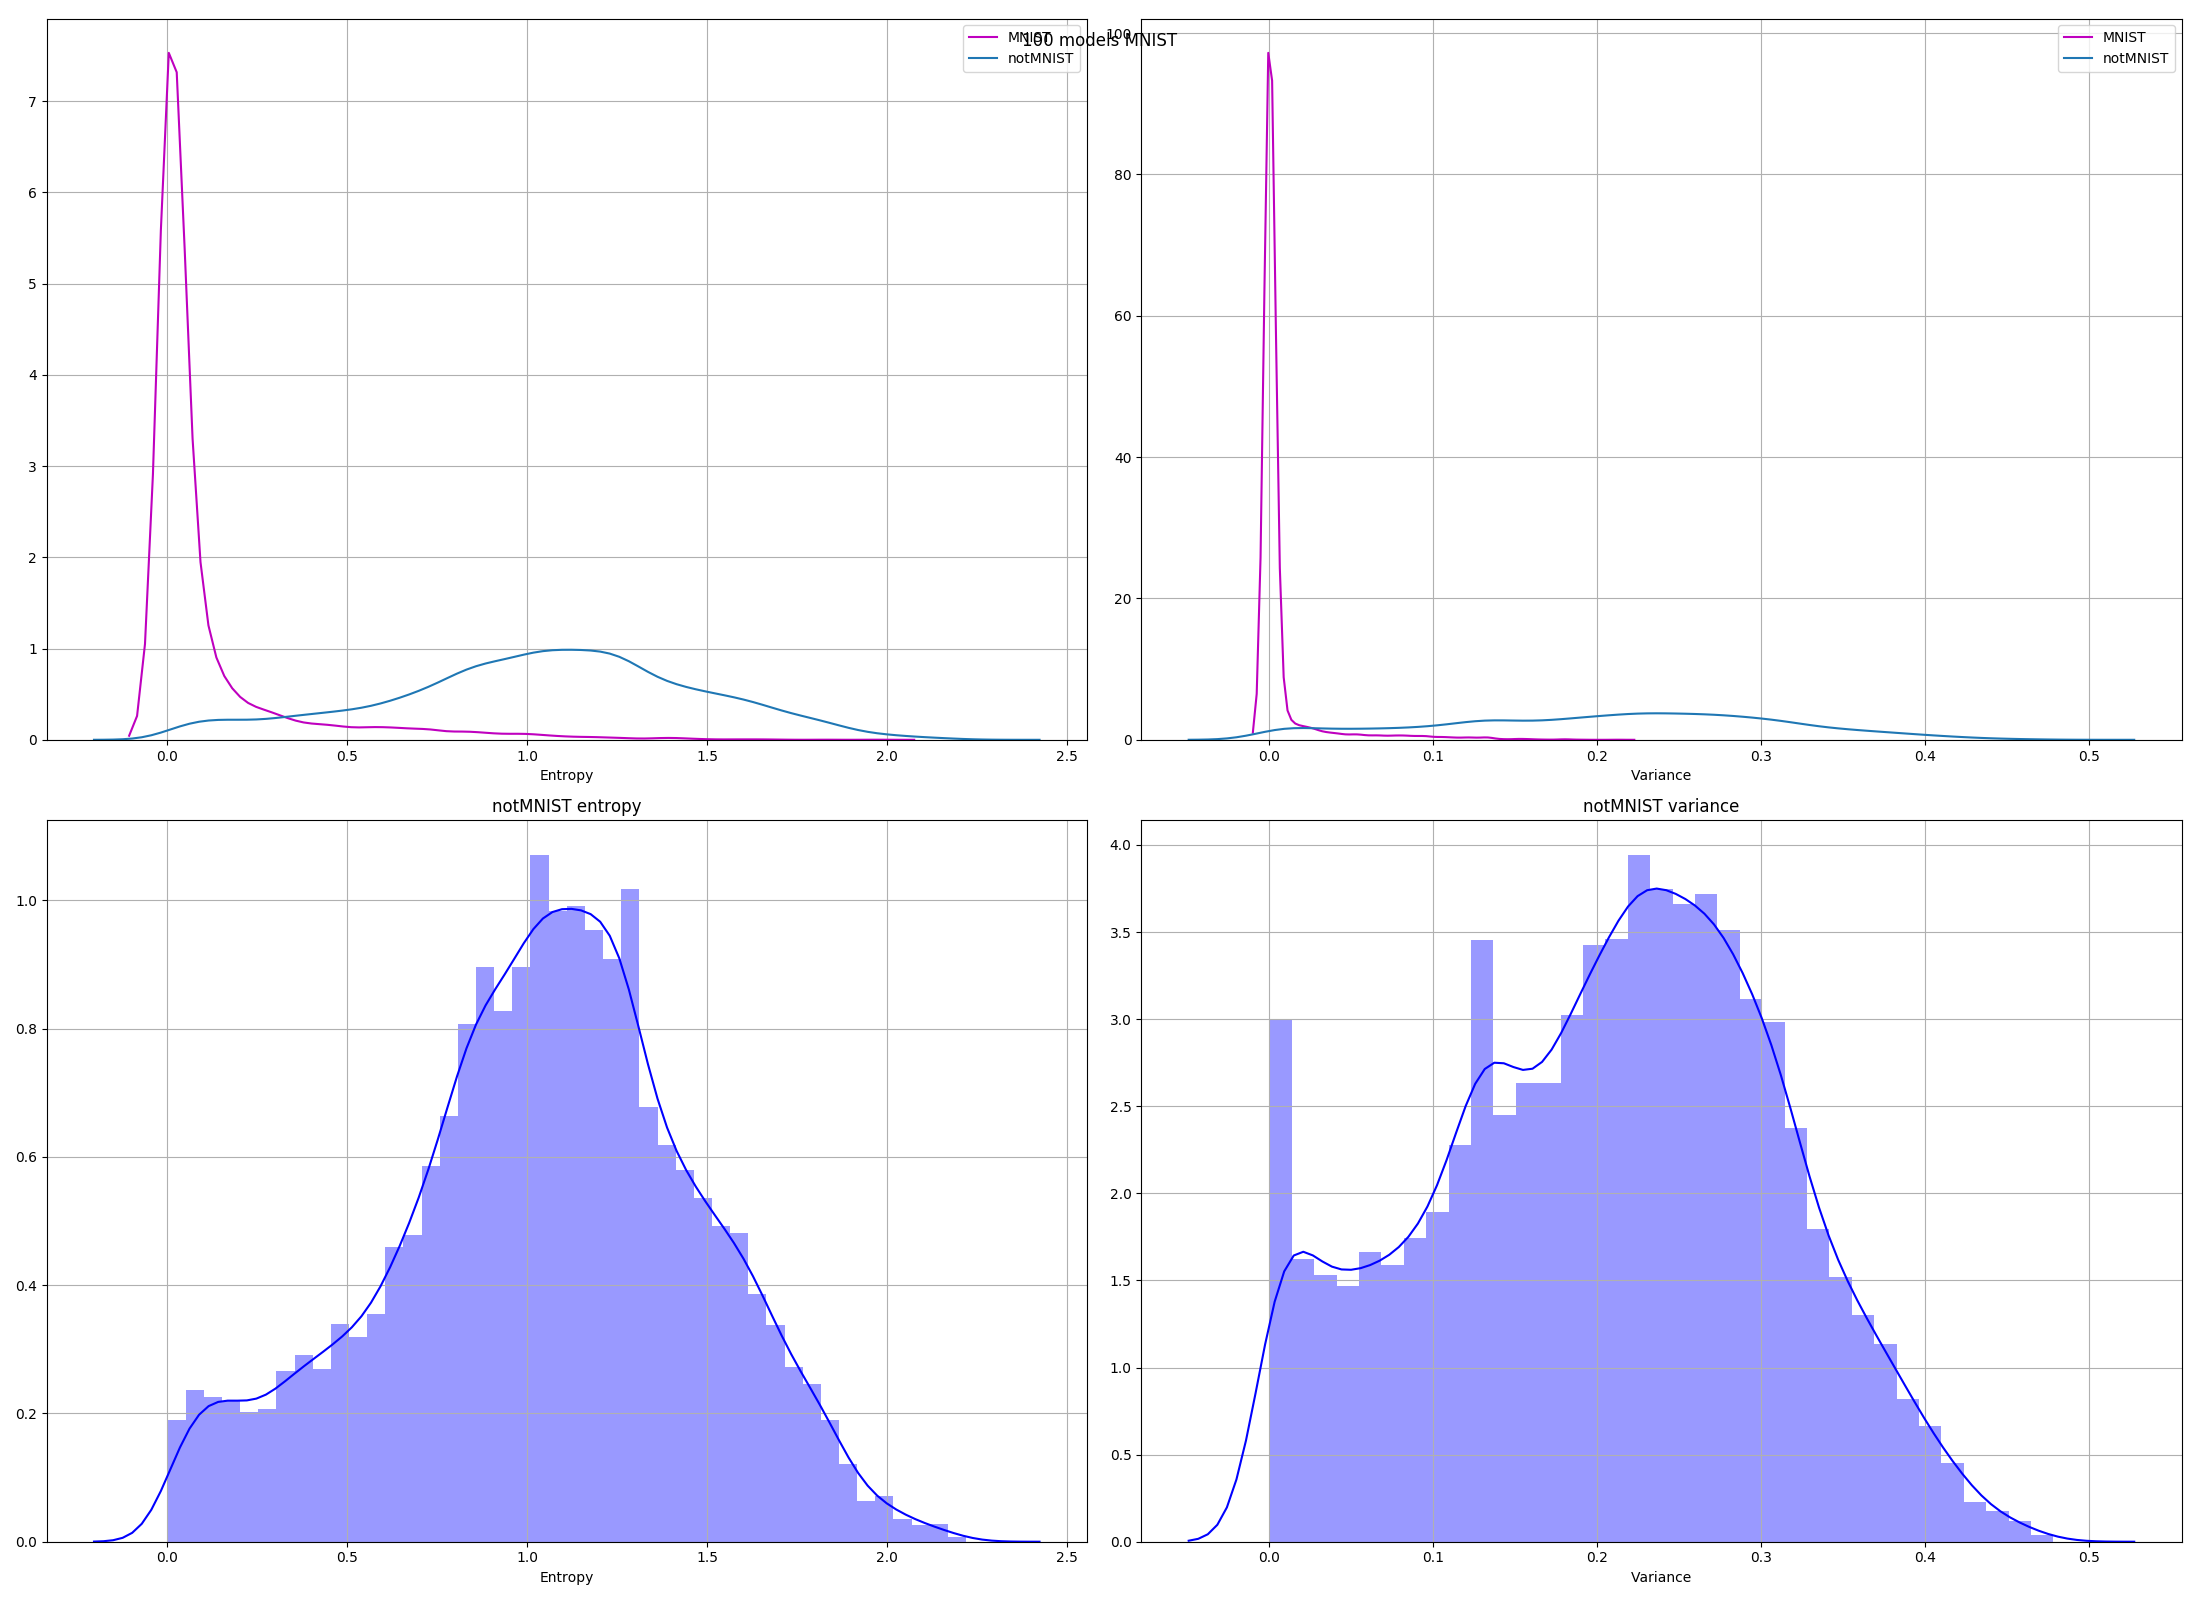 100 models MNIST
MNIST
notMNIST
7
6
5
4
3
2
1
0
0.0 0.5 1.0 1.5 2.0 2.5
Entropy
MNIST
notMNIST
100
80
60
40
20
0
0.0 0.1 0.2 0.3 0.4 0.5
Variance
notMNIST entropy
1.0
0.8
0.6
0.4
0.2
0.0
0.0 0.5 1.0 1.5 2.0 2.5
Entropy
notMNIST variance
4.0
3.5
3.0
2.5
2.0
1.5
1.0
0.5
0.0
0.0 0.1 0.2 0.3 0.4 0.5
Variance